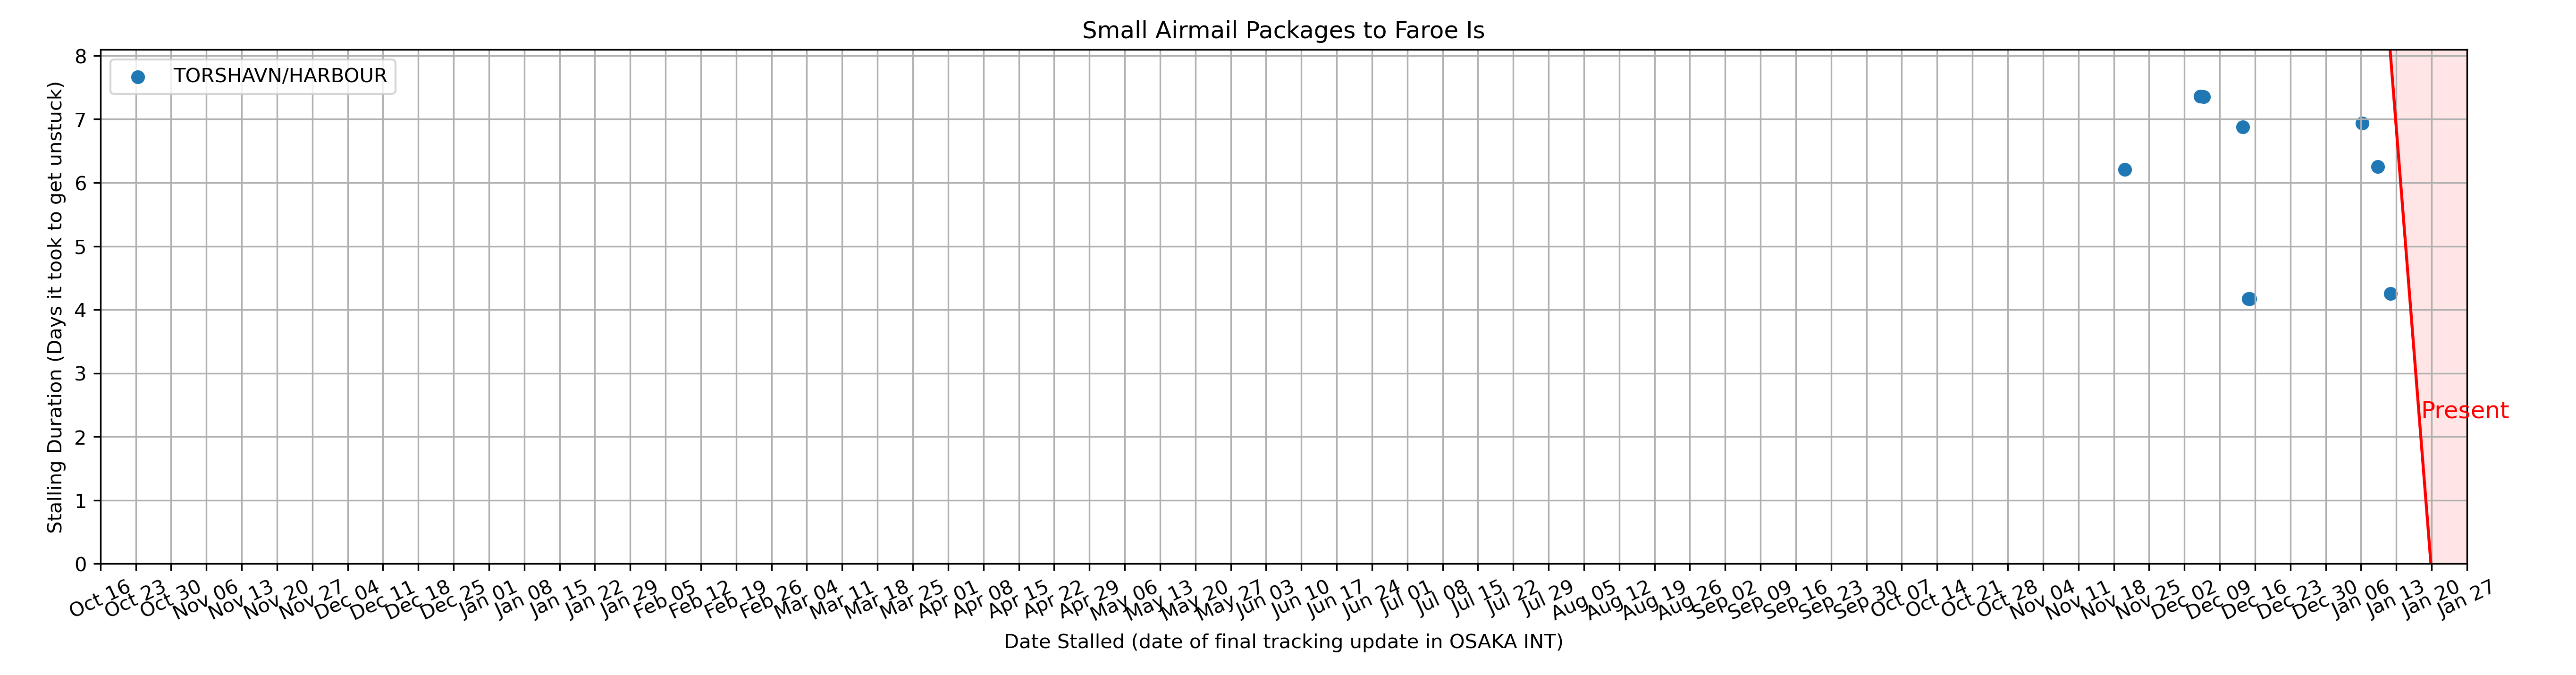 Small Airmail Packages to Faroe Is
TORSHAVN/HARBOUR
Stalling Duration (Days it took to get unstuck)
8
7
6
5
4
3
2
1
0
Present
Oct 16 Oct 23 Oct 30 Nov 06 Nov 13 Nov 20 Nov 27 Dec 04 Dec 11 Dec 18 Dec 25 Jan 01 Jan 08 Jan 15 Jan 22 Jan 29 Feb 05 Feb 12 Feb 19 Feb 26 Mar 04 Mar 11 Mar 18 Mar 25 Apr 01 Apr 08 Apr 15 Apr 22 Apr 29 May 06 May 13 May 20 May 27 Jun 03 Jun 10 Jun 17 Jun 24 Jul 01 Jul 08 Jul 15 Jul 22 Jul 29 Aug 05 Aug 12 Aug 19 Aug 26 Sep 02 Sep 09 Sep 16 Sep 23 Sep 30 Oct 07 Oct 14 Oct 21 Oct 28 Nov 04 Nov 11 Nov 18 Nov 25 Dec 02 Dec 09 Dec 16 Dec 23 Dec 30 Jan 06 Jan 13 Jan 20 Jan 27
Date Stalled (date of final tracking update in OSAKA INT)